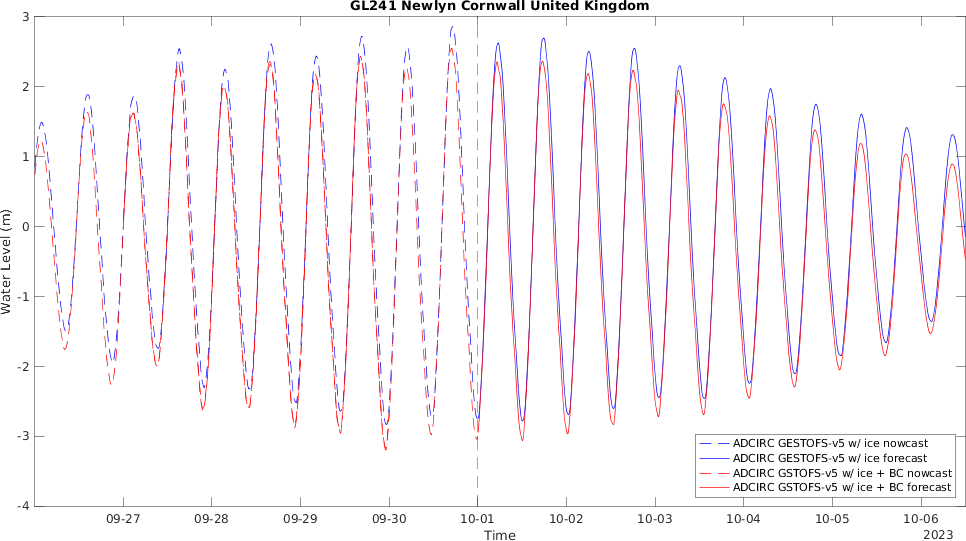 GL241 Newlyn Cornwall United Kingdom
3
2
1
0
-1
-2
-3
-4
Water Level (m)
ADCIRC GESTOFS-v5 w/ ice nowcast
ADCIRC GESTOFS-v5 w/ ice forecast
ADCIRC GSTOFS-v5 w/ ice + BC nowcast
ADCIRC GSTOFS-v5 w/ ice + BC forecast
09-27 09-28 09-29 09-30 10-01 10-02 10-03 10-04 10-05 10-06
Time
2023